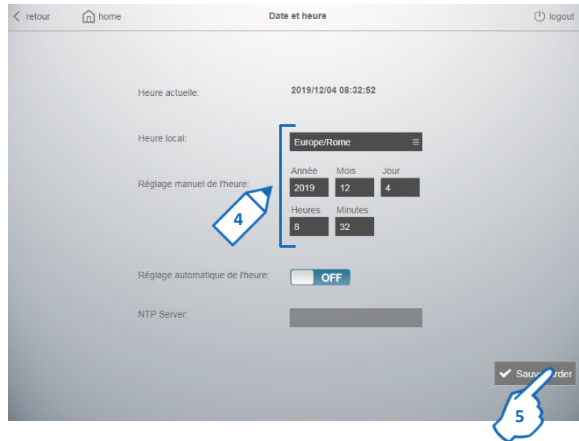 retour home Date et heure logout
Heure actuelle: 2019/12/04 08:32:52
Heure local: Europe/Rome
Année Mois Jour
Réglage manuel de l'heure: 2019 12 4
4
Heures Minutes
8 32
Réglage automatique de l'heure: OFF
NTP Server:
Sauvegarder
5